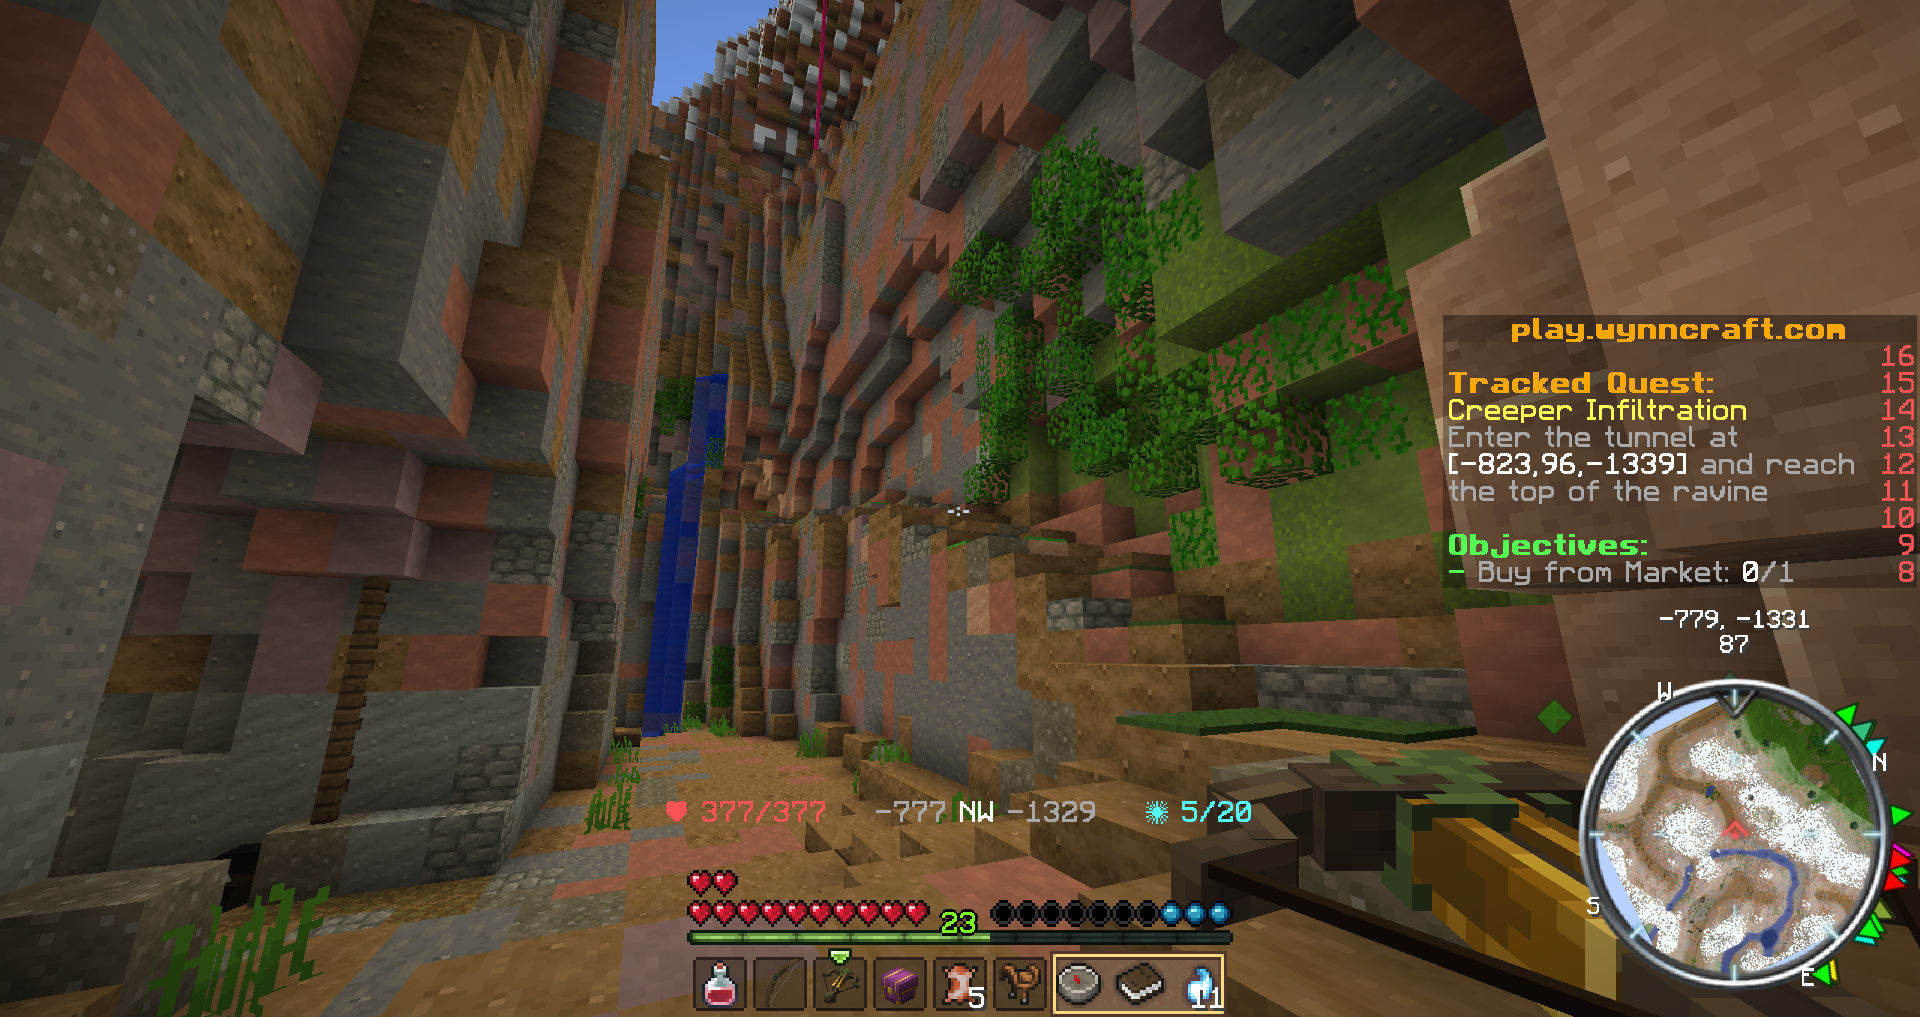 play.wynncraft.com
16
Tracked Quest: 15
Creeper Infiltration 14
Enter the tunnel at 13
[-823,96,-1339] and reach 12
the top of the ravine 11
10
Objectives: 9
- Buy from Market: 0/1 8
-779, -1331
87
W
N
S
E
377/377 -777 NW -1329 5/20
23
5
11